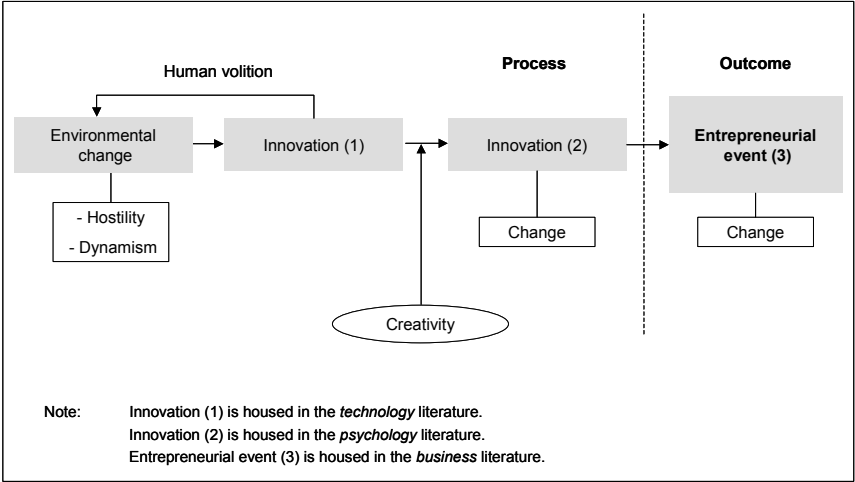 Process
Outcome
Human volition
Environmental
change
Innovation (1)
Innovation (2)
Entrepreneurial
event (3)
- Hostility
- Dynamism
Change
Change
Creativity
Note: Innovation (1) is housed in the technology literature.
Innovation (2) is housed in the psychology literature.
Entrepreneurial event (3) is housed in the business literature.